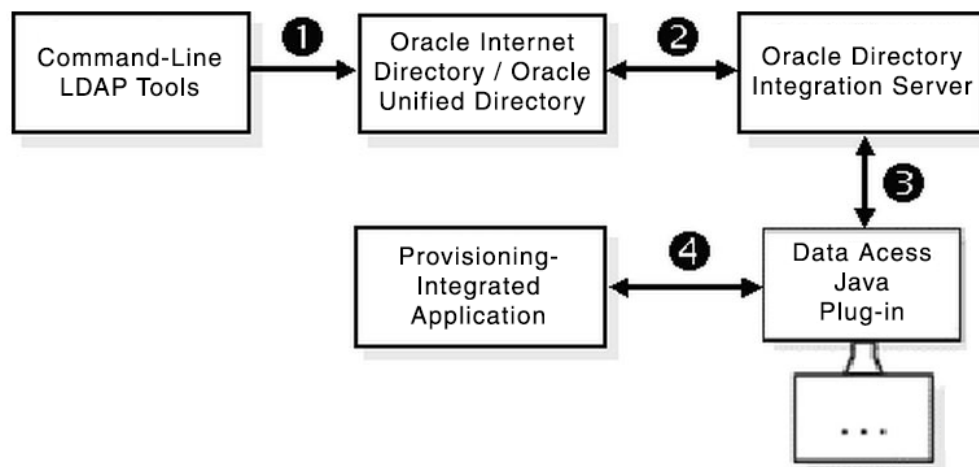 Command-Line
LDAP Tools
1
Oracle Internet
Directory / Oracle
Unified Directory
2
Oracle Directory
Integration Server
3
Provisioning-
Integrated
Application
4
Data Acess
Java
Plug-in
...